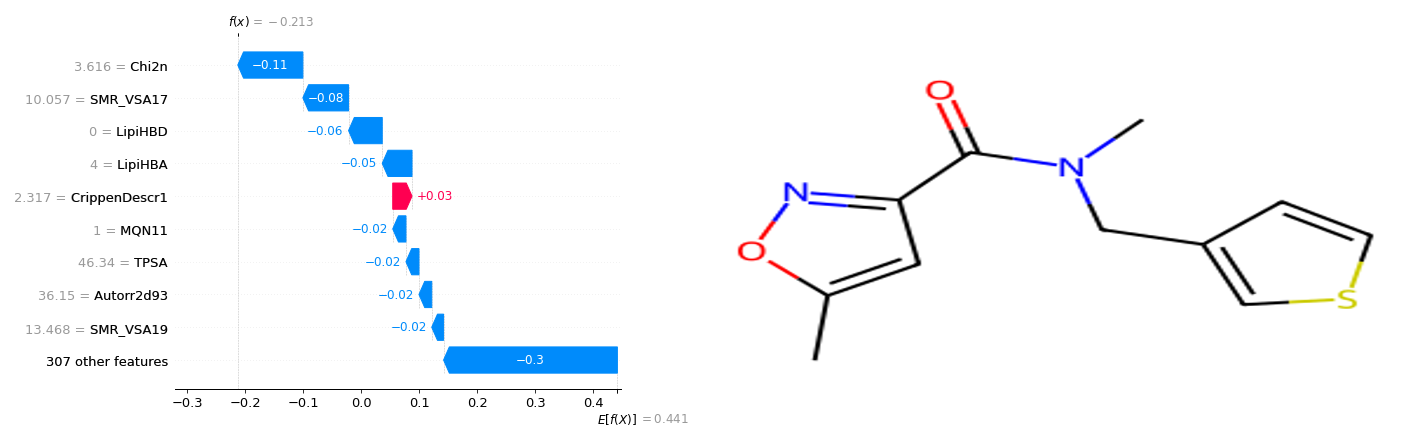 f(x) = −0.213
3.616 = Chi2n
−0.11
10.057 = SMR_VSA17
−0.08
0 = LipiHBD
−0.06
4 = LipiHBA
−0.05
2.317 = CrippenDescr1
+0.03
1 = MQN11
−0.02
46.34 = TPSA
−0.02
36.15 = Autorr2d93
−0.02
13.468 = SMR_VSA19
−0.02
307 other features
−0.3
−0.3 −0.2 −0.1 0.0 0.1 0.2 0.3 0.4
E[f(X)] = 0.441
O
N
N
O
S